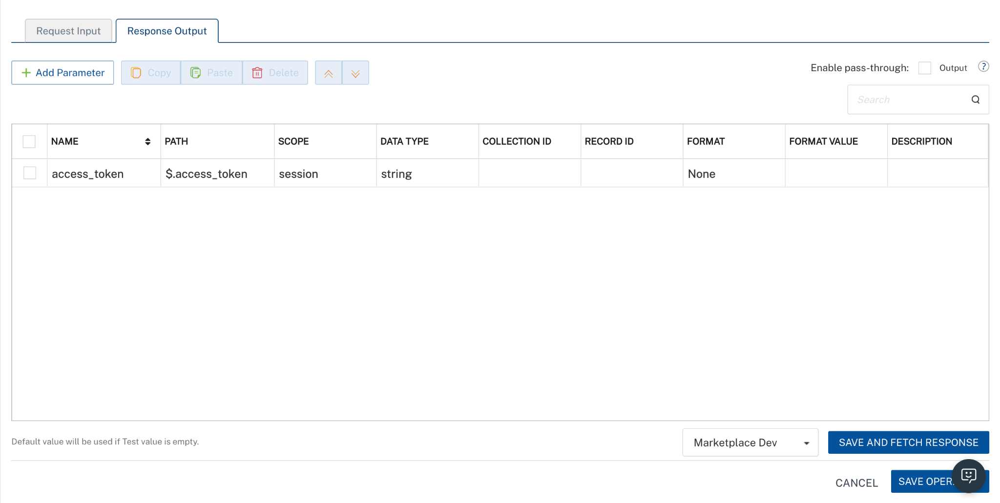 Request Input
Response Output
Add Parameter
Copy
Paste
Delete
Enable pass-through:
Output
?
Search
NAME
PATH
SCOPE
DATA TYPE
COLLECTION ID
RECORD ID
FORMAT
FORMAT VALUE
DESCRIPTION
access_token
$.access_token
session
string
None
Default value will be used if Test value is empty.
Marketplace Dev
SAVE AND FETCH RESPONSE
CANCEL
SAVE